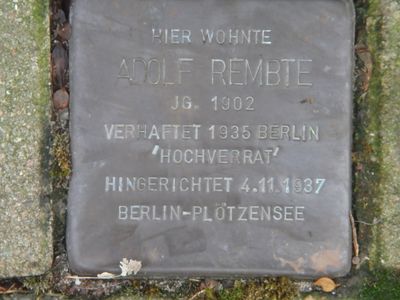 HIER WOHNTE
ADOLF REMBTE
JG. 1902
VERHAFTET 1935 BERLIN
'HOCHVERRAT'
HINGERICHTET 4.11.1937
BERLIN-PLÖTZENSEE